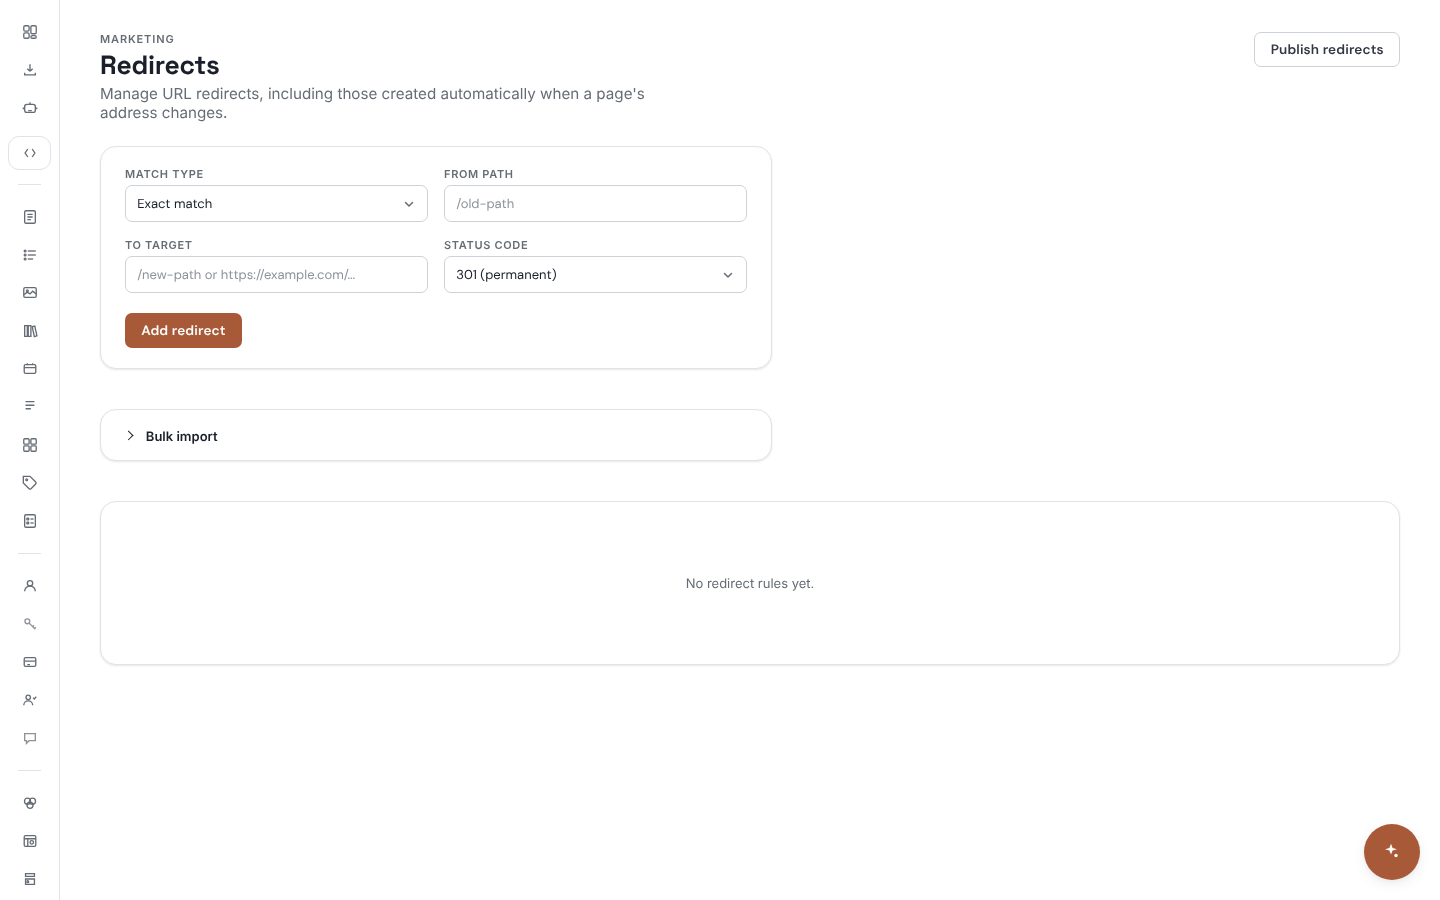 MARKETING
Redirects
Publish redirects
Manage URL redirects, including those created automatically when a page's
address changes.
MATCH TYPE
FROM PATH
Exact match
/old-path
TO TARGET
STATUS CODE
/new-path or https://example.com/...
301 (permanent)
Add redirect
Bulk import
No redirect rules yet.